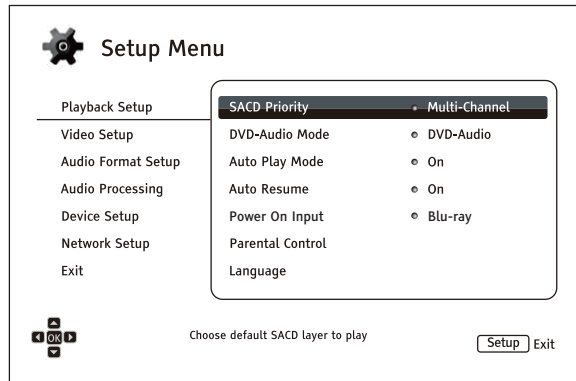 Setup Menu
Playback Setup
Video Setup
Audio Format Setup
Audio Processing
Device Setup
Network Setup
Exit
SACD Priority Multi-Channel
DVD-Audio Mode DVD-Audio
Auto Play Mode On
Auto Resume On
Power On Input Blu-ray
Parental Control
Language
OK
Choose default SACD layer to play
Setup Exit